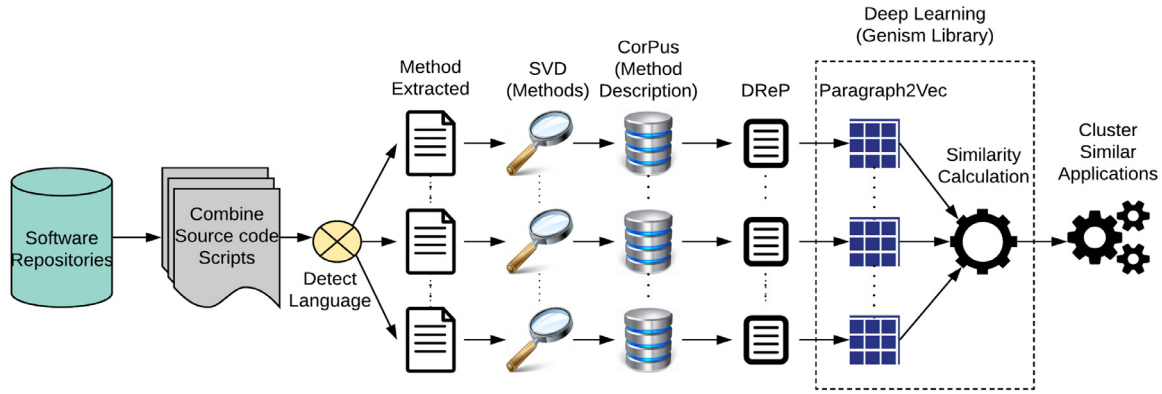 Software
Repositories
Combine
Source code
Scripts
Detect
Language
Method
Extracted
SVD
(Methods)
CorPus
(Method
Description)
DReP
Deep Learning
(Genism Library)
Paragraph2Vec
Similarity
Calculation
Cluster
Similar
Applications